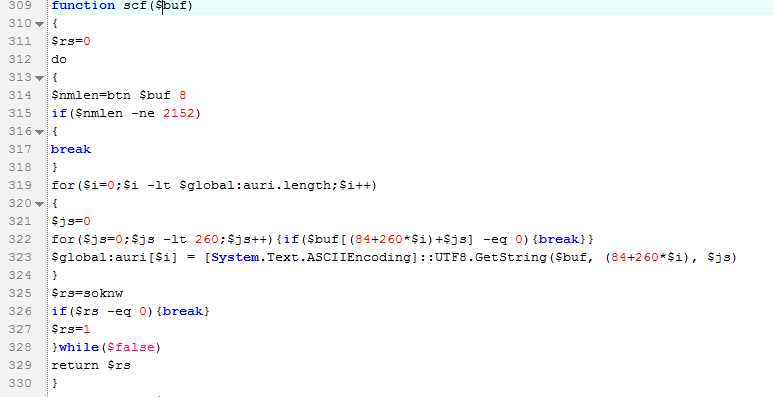 309 function scf($buf)
310 {
311 $rs=0
312 do
313 {
314 $nmlen=btn $buf 8
315 if($nmlen -ne 2152)
316 {
317 break
318 }
319 for($i=0;$i -lt $global:auri.length;$i++)
320 {
321 $js=0
322 for($js=0;$js -lt 260;$js++){if($buf[(84+260*$i)+$js] -eq 0){break}}
323 $global:auri[$i] = [System.Text.ASCIIEncoding]::UTF8.GetString($buf, (84+260*$i), $js)
324 }
325 $rs=soknw
326 if($rs -eq 0){break}
327 $rs=1
328 }while($false)
329 return $rs
330 }